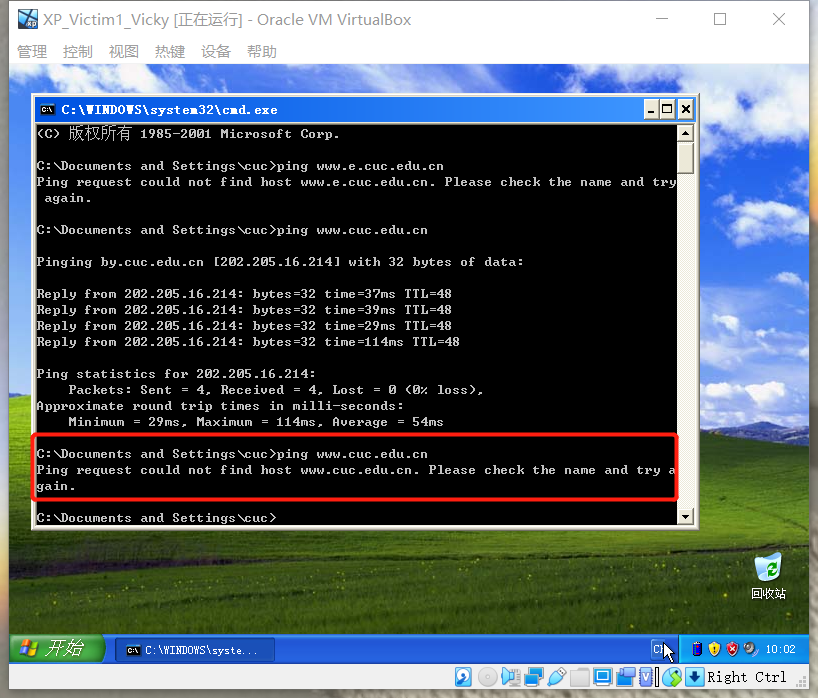 XP_Victim1_Vicky [正在运行] - Oracle VM VirtualBox
管理 控制 视图 热键 设备 帮助
C:\WINDOWS\system32\cmd.exe
(C) 版权所有 1985-2001 Microsoft Corp.
C:\Documents and Settings\cuc>ping www.e.cuc.edu.cn
Ping request could not find host www.e.cuc.edu.cn. Please check the name and try
 again.
C:\Documents and Settings\cuc>ping www.cuc.edu.cn
Pinging by.cuc.edu.cn [202.205.16.214] with 32 bytes of data:
Reply from 202.205.16.214: bytes=32 time=37ms TTL=48
Reply from 202.205.16.214: bytes=32 time=39ms TTL=48
Reply from 202.205.16.214: bytes=32 time=29ms TTL=48
Reply from 202.205.16.214: bytes=32 time=114ms TTL=48
Ping statistics for 202.205.16.214:
    Packets: Sent = 4, Received = 4, Lost = 0 (0% loss),
Approximate round trip times in milli-seconds:
    Minimum = 29ms, Maximum = 114ms, Average = 54ms
C:\Documents and Settings\cuc>ping www.cuc.edu.cn
Ping request could not find host www.cuc.edu.cn. Please check the name and try a
gain.
C:\Documents and Settings\cuc>
回收站
开始 C:\WINDOWS\syste... 10:02
Right Ctrl